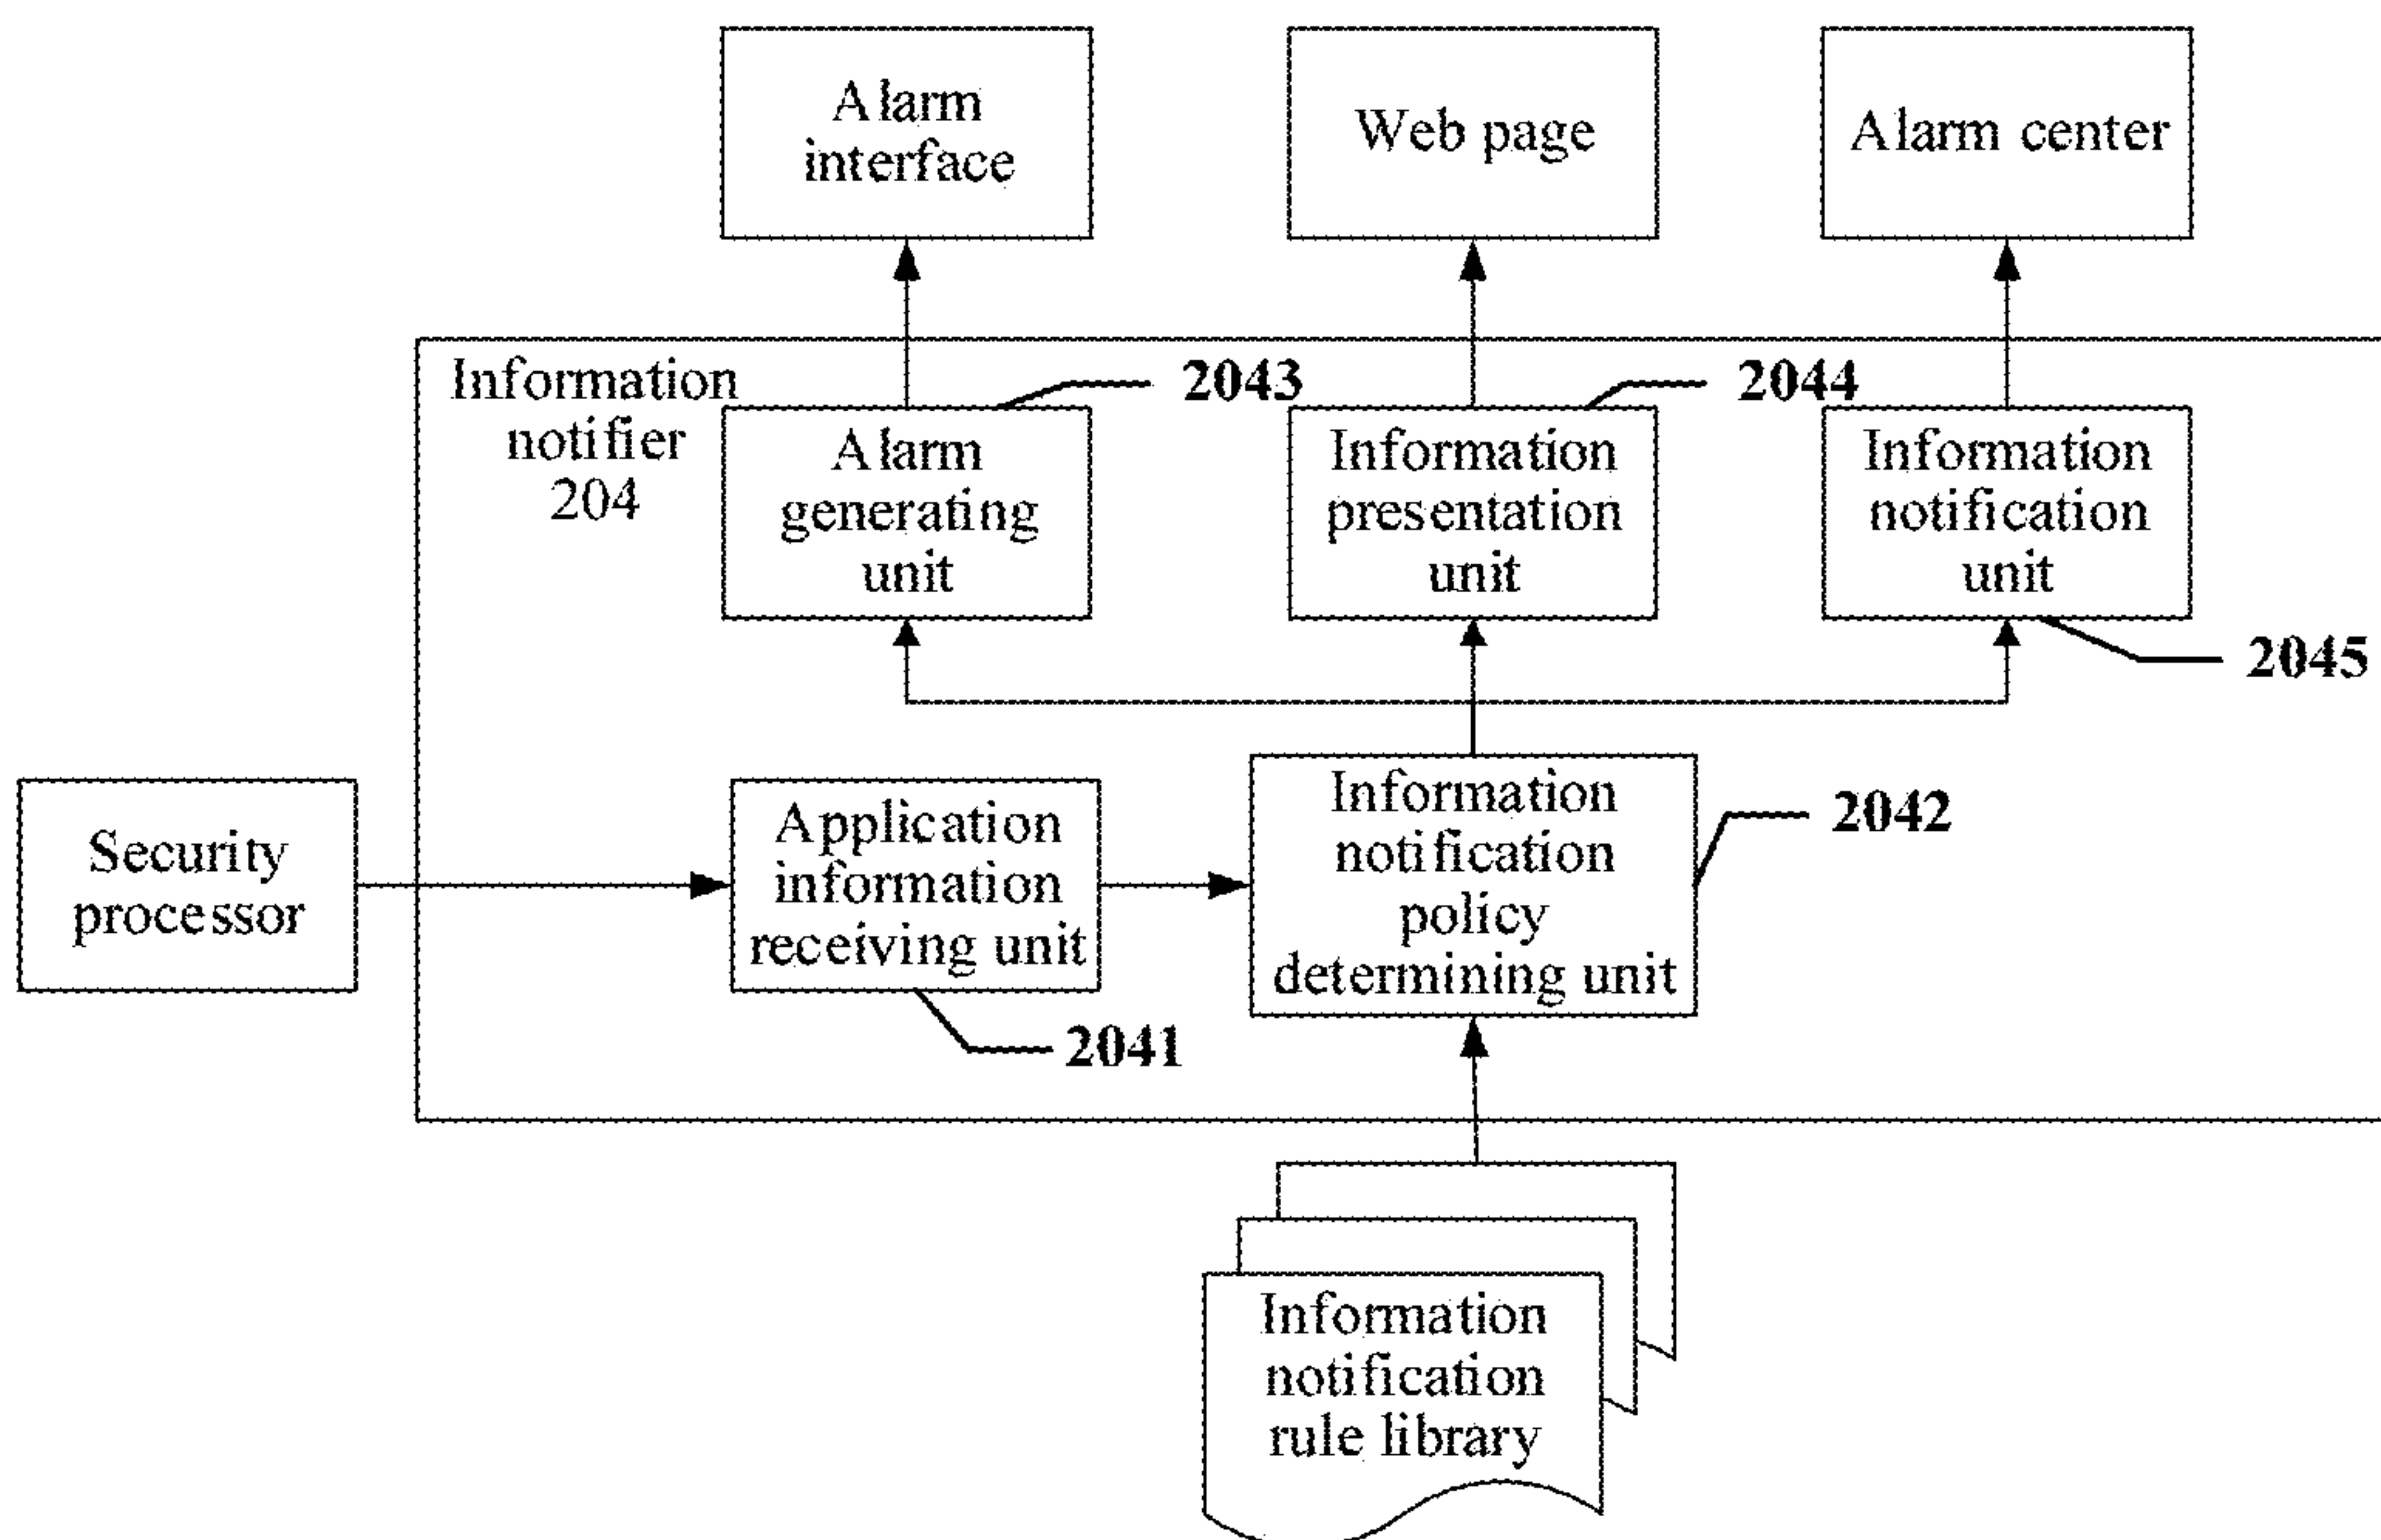 Alarm
interface
Web page
Alarm center
Information
notifier
204
2043
2044
Alarm
generating
unit
Information
presentation
unit
Information
notification
unit
2045
Security
processor
Application
information
receiving unit
2041
Information
notification
policy
determining unit
2042
Information
notification
rule library